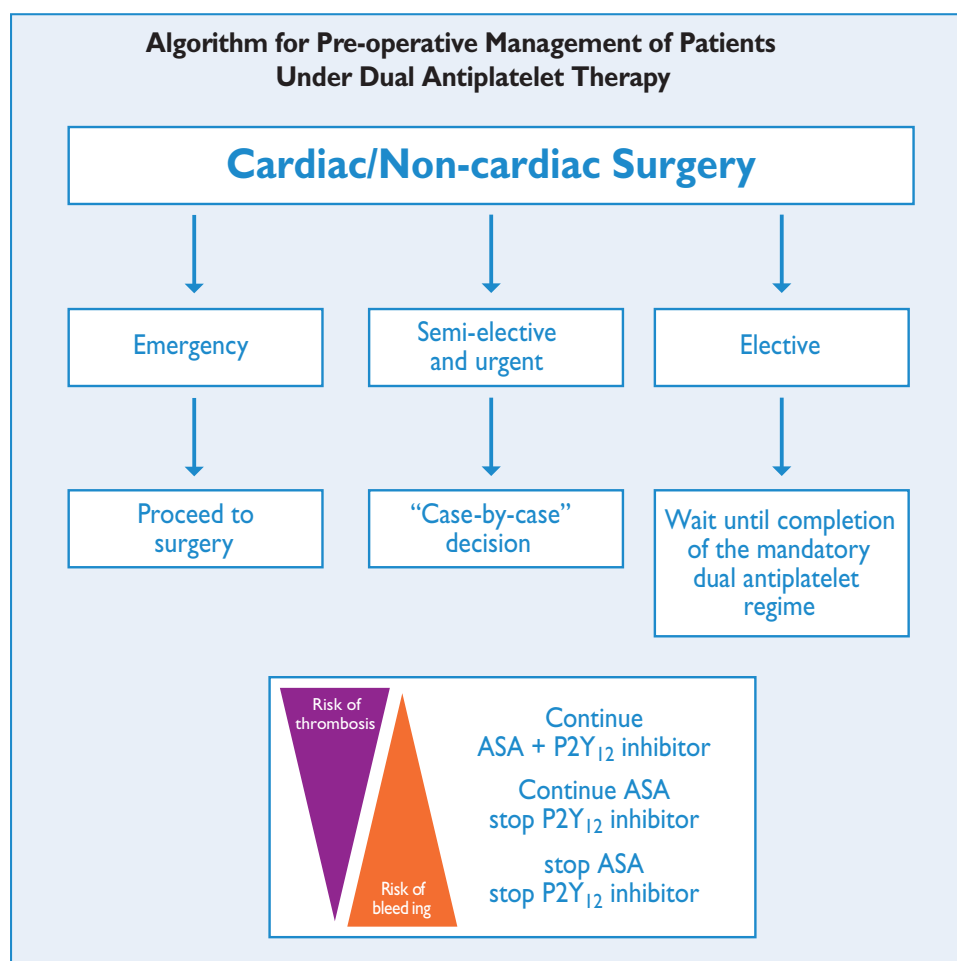 Algorithm for Pre-operative Management of Patients
Under Dual Antiplatelet Therapy
Cardiac/Non-cardiac Surgery
Emergency
Semi-elective
and urgent
Elective
Proceed to
surgery
“Case-by-case”
decision
Wait until completion
of the mandatory
dual antiplatelet
regime
Risk of
thrombosis
Risk of
bleed ing
Continue
ASA + P2Y₁₂ inhibitor
Continue ASA
stop P2Y₁₂ inhibitor
stop ASA
stop P2Y₁₂ inhibitor